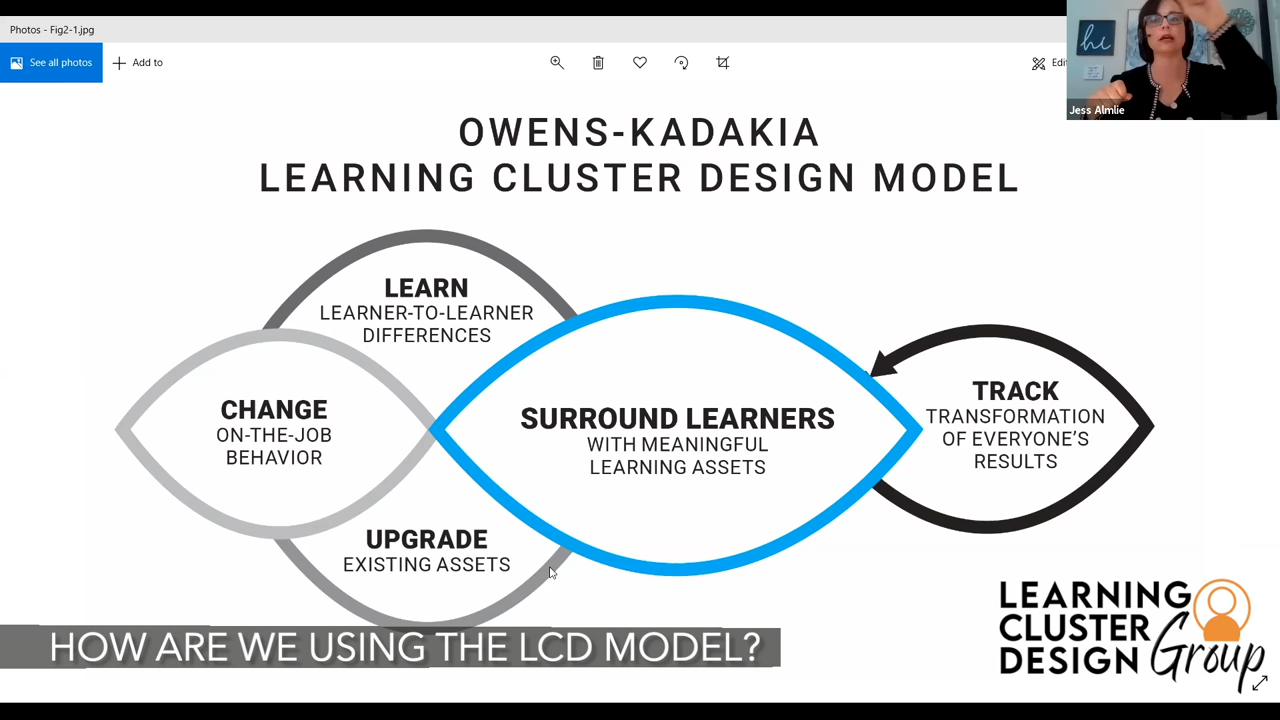 Photos - Fig2-1.jpg
See all photos
Add to
Edi
hi
Jess Almlie
OWENS-KADAKIA
LEARNING CLUSTER DESIGN MODEL
LEARN
LEARNER-TO-LEARNER
DIFFERENCES
CHANGE
ON-THE-JOB
BEHAVIOR
SURROUND LEARNERS
WITH MEANINGFUL
LEARNING ASSETS
TRACK
TRANSFORMATION
OF EVERYONE'S
RESULTS
UPGRADE
EXISTING ASSETS
HOW ARE WE USING THE LCD MODEL?
LEARNING
CLUSTER
DESIGN Group